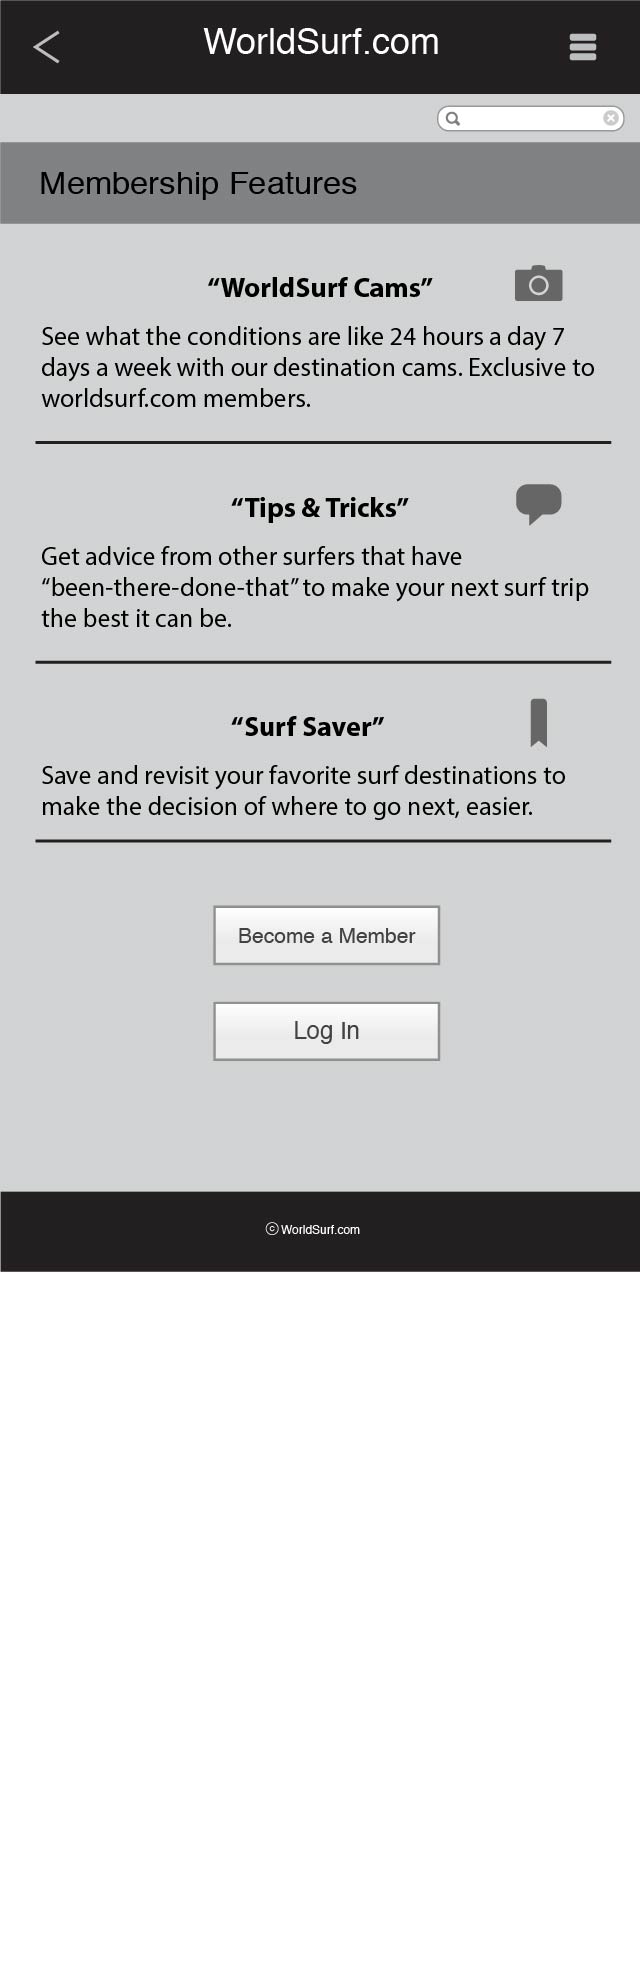 WorldSurf.com
Membership Features
“WorldSurf Cams”
See what the conditions are like 24 hours a day 7
days a week with our destination cams. Exclusive to
worldsurf.com members.
“Tips & Tricks”
Get advice from other surfers that have
“been-there-done-that” to make your next surf trip
the best it can be.
“Surf Saver”
Save and revisit your favorite surf destinations to
make the decision of where to go next, easier.
Become a Member
Log In
© WorldSurf.com